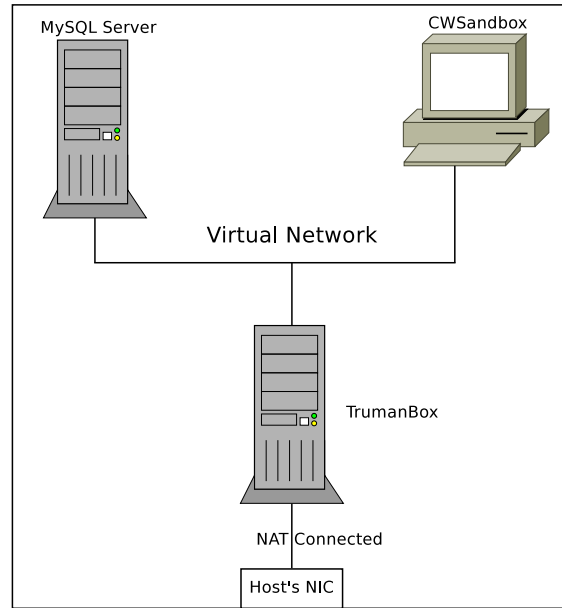 MySQL Server
CWSandbox
Virtual Network
TrumanBox
NAT Connected
Host's NIC